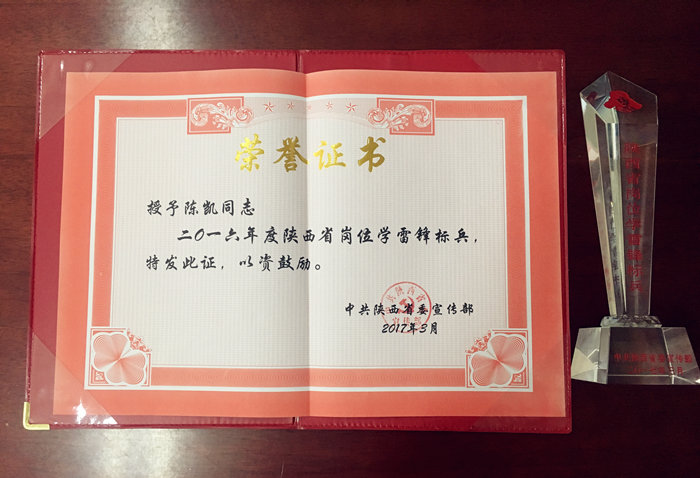 荣誉证书
授予陈凯同志
二〇一六年度陕西省岗位学雷锋标兵，
特发此证，以资鼓励。
中共陕西省委宣传部
2017年3月